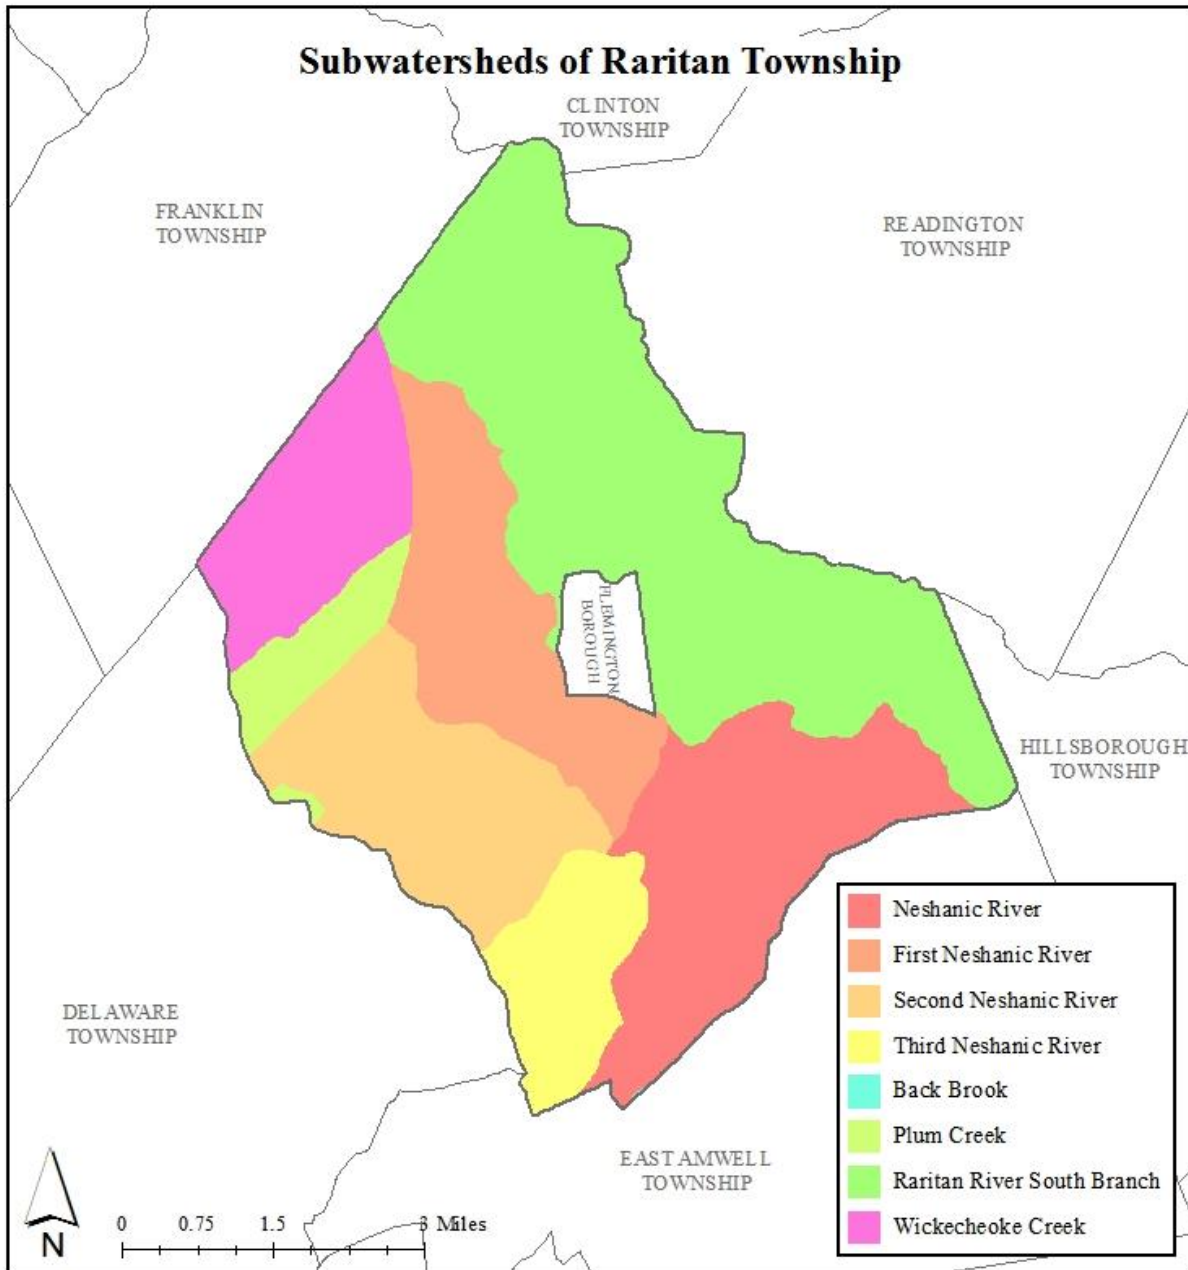 Subwatersheds of Raritan Township
CLINTON
TOWNSHIP
FRANKLIN
TOWNSHIP
READINGTON
TOWNSHIP
FLEMINGTON
BOROUGH
HILLSBOROUGH
TOWNSHIP
DELAWARE
TOWNSHIP
EAST AMWELL
TOWNSHIP
Neshanic River
First Neshanic River
Second Neshanic River
Third Neshanic River
Back Brook
Plum Creek
Raritan River South Branch
Wickecheoke Creek
N
0 0.75 1.5 3 Miles